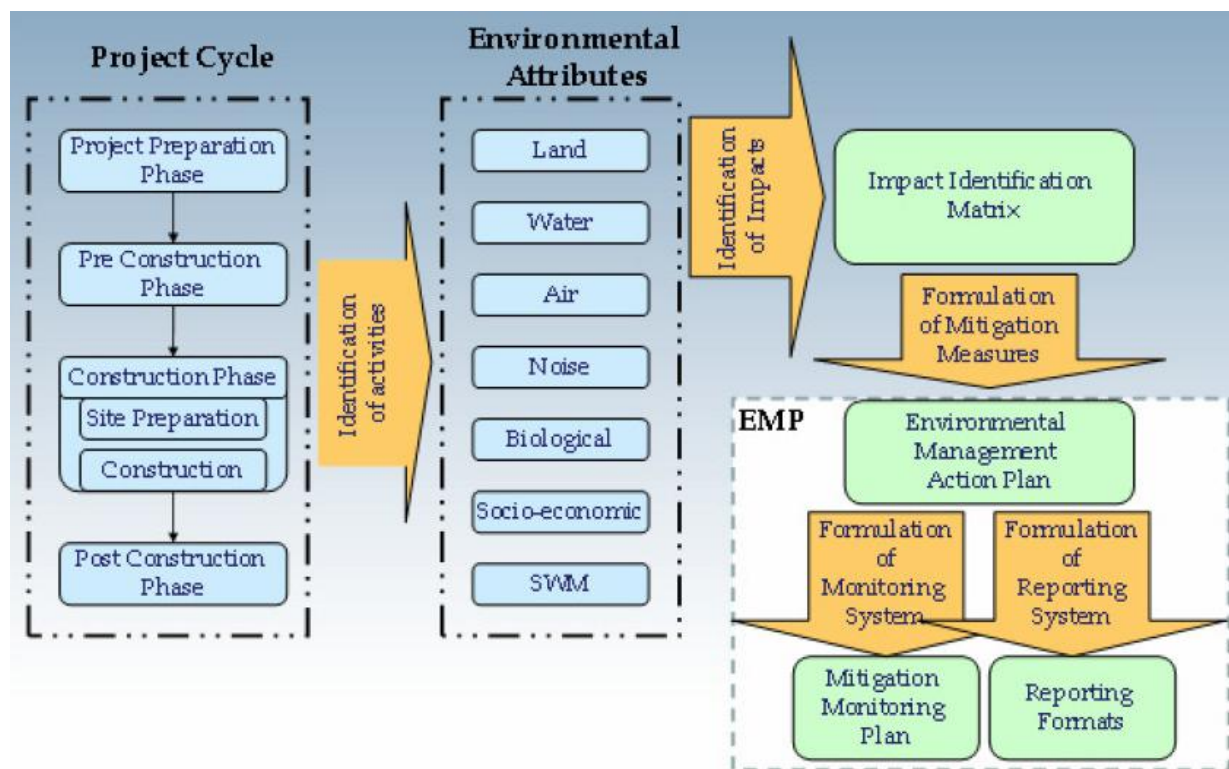 Project Cycle
Project Preparation
Phase
Pre Construction
Phase
Construction Phase
Site Preparation
Construction
Post Construction
Phase
Identification
of activities
Environmental
Attributes
Land
Water
Air
Noise
Biological
Socio-economic
SWM
Identification
of Impacts
Impact Identification
Matrix
Formulation
of Mitigation
Measures
EMP
Environmental
Management
Action Plan
Formulation
of
Monitoring
System
Formulation
of
Reporting
System
Mitigation
Monitoring
Plan
Reporting
Formats